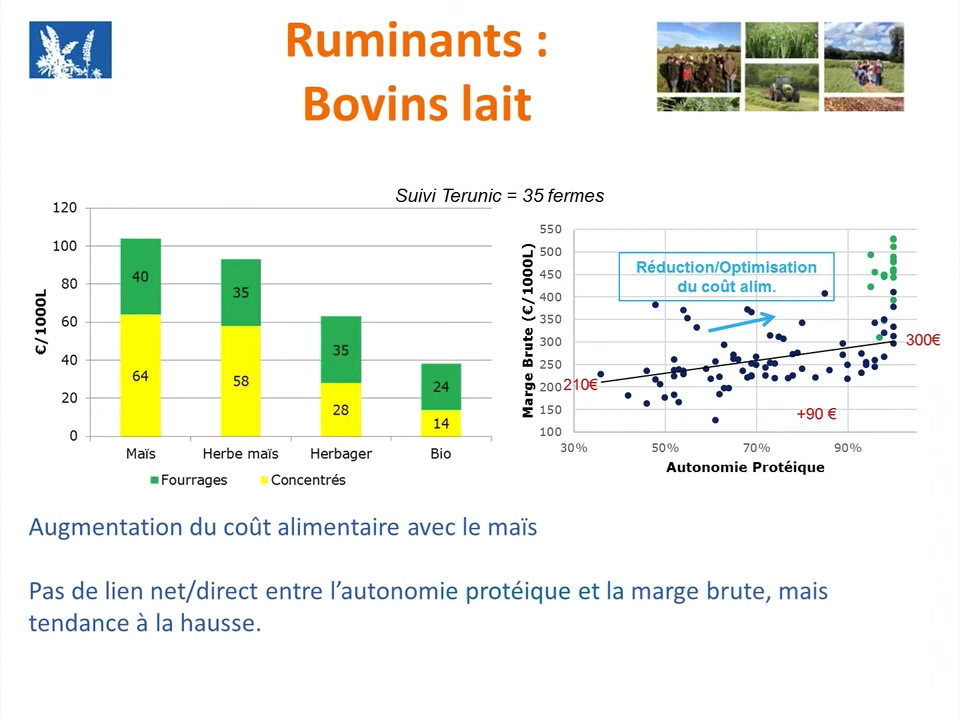 Ruminants :
Bovins lait
Suivi Terunic = 35 fermes
120
100
80
60
40
20
0
€/1000L
40
64
35
58
35
28
24
14
Maïs
Herbe maïs
Herbager
Bio
Fourrages
Concentrés
550
500
450
400
350
300
250
200
150
100
Marge Brute (€/1000L)
Réduction/Optimisation
du coût alim.
300€
210€
+90 €
30%
50%
70%
90%
Autonomie Protéique
Augmentation du coût alimentaire avec le maïs
Pas de lien net/direct entre l’autonomie protéique et la marge brute, mais
tendance à la hausse.